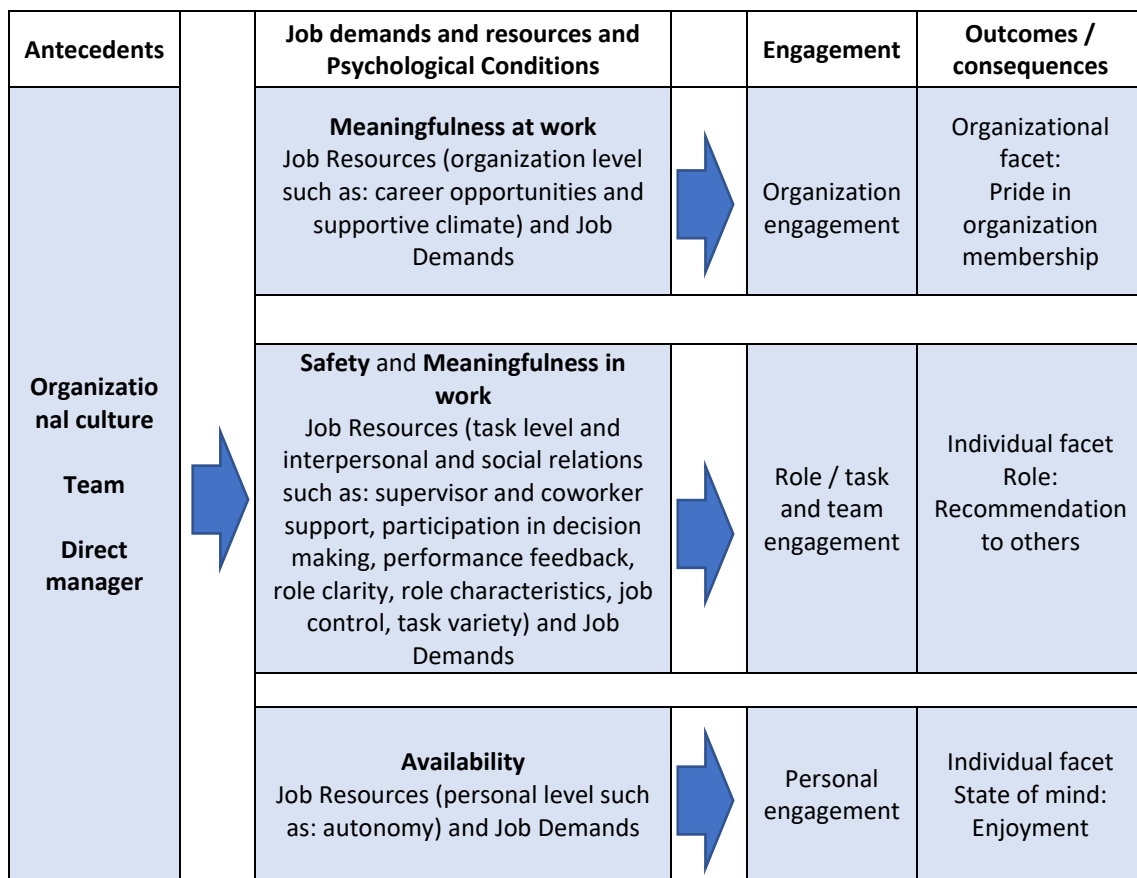 Antecedents
Job demands and resources and
Psychological Conditions
Engagement
Outcomes /
consequences
Organizatio
nal culture
Team
Direct
manager
Meaningfulness at work
Job Resources (organization level
such as: career opportunities and
supportive climate) and Job
Demands
Organization
engagement
Organizational
facet:
Pride in
organization
membership
Safety and Meaningfulness in
work
Job Resources (task level and
interpersonal and social relations
such as: supervisor and coworker
support, participation in decision
making, performance feedback,
role clarity, role characteristics, job
control, task variety) and Job
Demands
Role / task
and team
engagement
Individual facet
Role:
Recommendation
to others
Availability
Job Resources (personal level such
as: autonomy) and Job Demands
Personal
engagement
Individual facet
State of mind:
Enjoyment